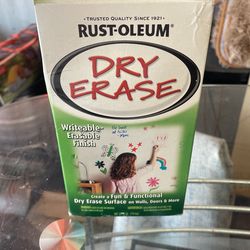 • TRUSTED QUALITY SINCE 1921 •
RUST-OLEUM
DRY
ERASE
Writeable-
Erasable
Finish
Create a Fun & Functional
Dry Erase Surface on Walls, Doors & More